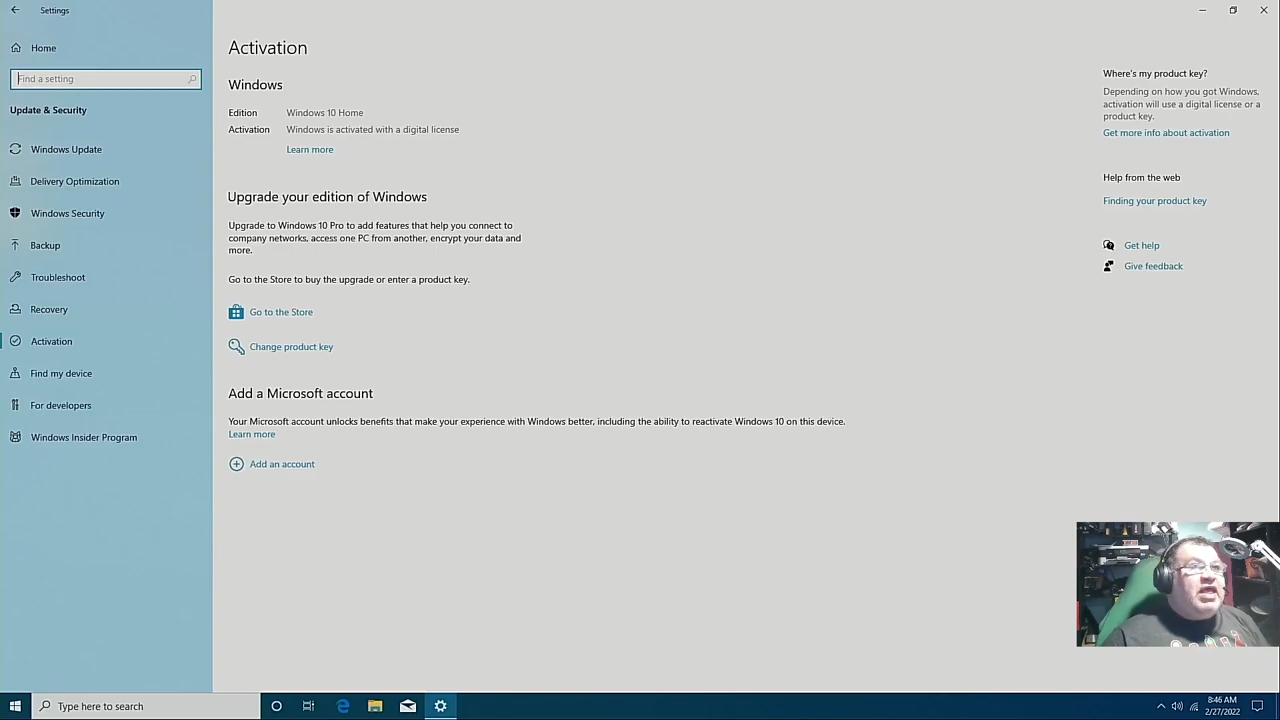 Settings
Home
Find a setting
Update & Security
Windows Update
Delivery Optimization
Windows Security
Backup
Troubleshoot
Recovery
Activation
Find my device
For developers
Windows Insider Program
Activation
Windows
Edition Windows 10 Home
Activation Windows is activated with a digital license
Learn more
Upgrade your edition of Windows
Upgrade to Windows 10 Pro to add features that help you connect to
company networks, access one PC from another, encrypt your data and
more.
Go to the Store to buy the upgrade or enter a product key.
Go to the Store
Change product key
Add a Microsoft account
Your Microsoft account unlocks benefits that make your experience with Windows better, including the ability to reactivate Windows 10 on this device.
Learn more
Add an account
Where's my product key?
Depending on how you got Windows,
activation will use a digital license or a
product key.
Get more info about activation
Help from the web
Finding your product key
Get help
Give feedback
Type here to search
8:46 AM
2/27/2022